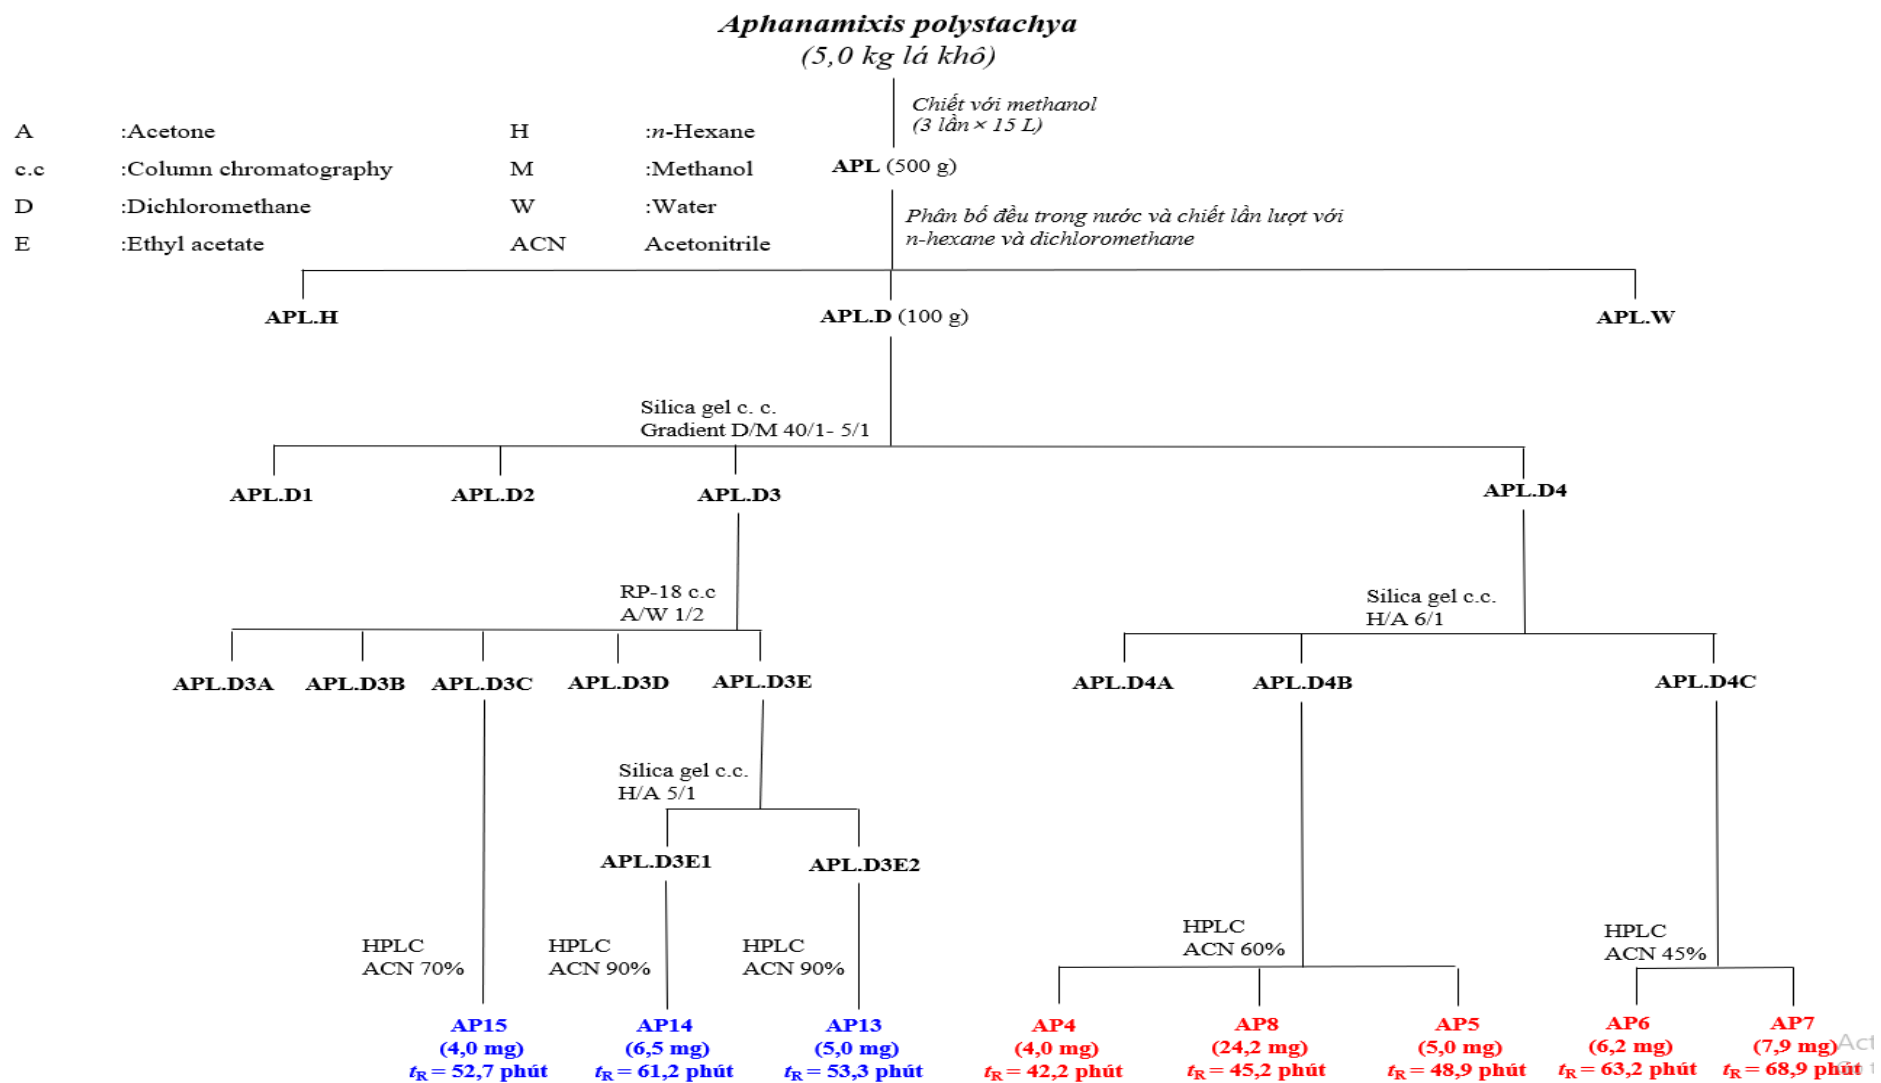 Aphanamixis polystachya
(5,0 kg lá khô)
Chiết với methanol
(3 lần × 15 L)
A :Acetone H :n-Hexane
c.c :Column chromatography M :Methanol
D :Dichloromethane W :Water
E :Ethyl acetate ACN Acetonitrile
APL (500 g)
Phân bố đều trong nước và chiết lần lượt với
n-hexane và dichloromethane
APL.H APL.D (100 g) APL.W
Silica gel c. c.
Gradient D/M 40/1- 5/1
APL.D1 APL.D2 APL.D3 APL.D4
RP-18 c.c
A/W 1/2
Silica gel c.c.
H/A 6/1
APL.D3A APL.D3B APL.D3C APL.D3D APL.D3E APL.D4A APL.D4B APL.D4C
Silica gel c.c.
H/A 5/1
APL.D3E1 APL.D3E2
HPLC
ACN 70%
HPLC
ACN 90%
HPLC
ACN 90%
HPLC
ACN 60%
HPLC
ACN 45%
AP15
(4,0 mg)
tR = 52,7 phút
AP14
(6,5 mg)
tR = 61,2 phút
AP13
(5,0 mg)
tR = 53,3 phút
AP4
(4,0 mg)
tR = 42,2 phút
AP8
(24,2 mg)
tR = 45,2 phút
AP5
(5,0 mg)
tR = 48,9 phút
AP6
(6,2 mg)
tR = 63,2 phút
AP7
(7,9 mg)
tR = 68,9 phút
Act